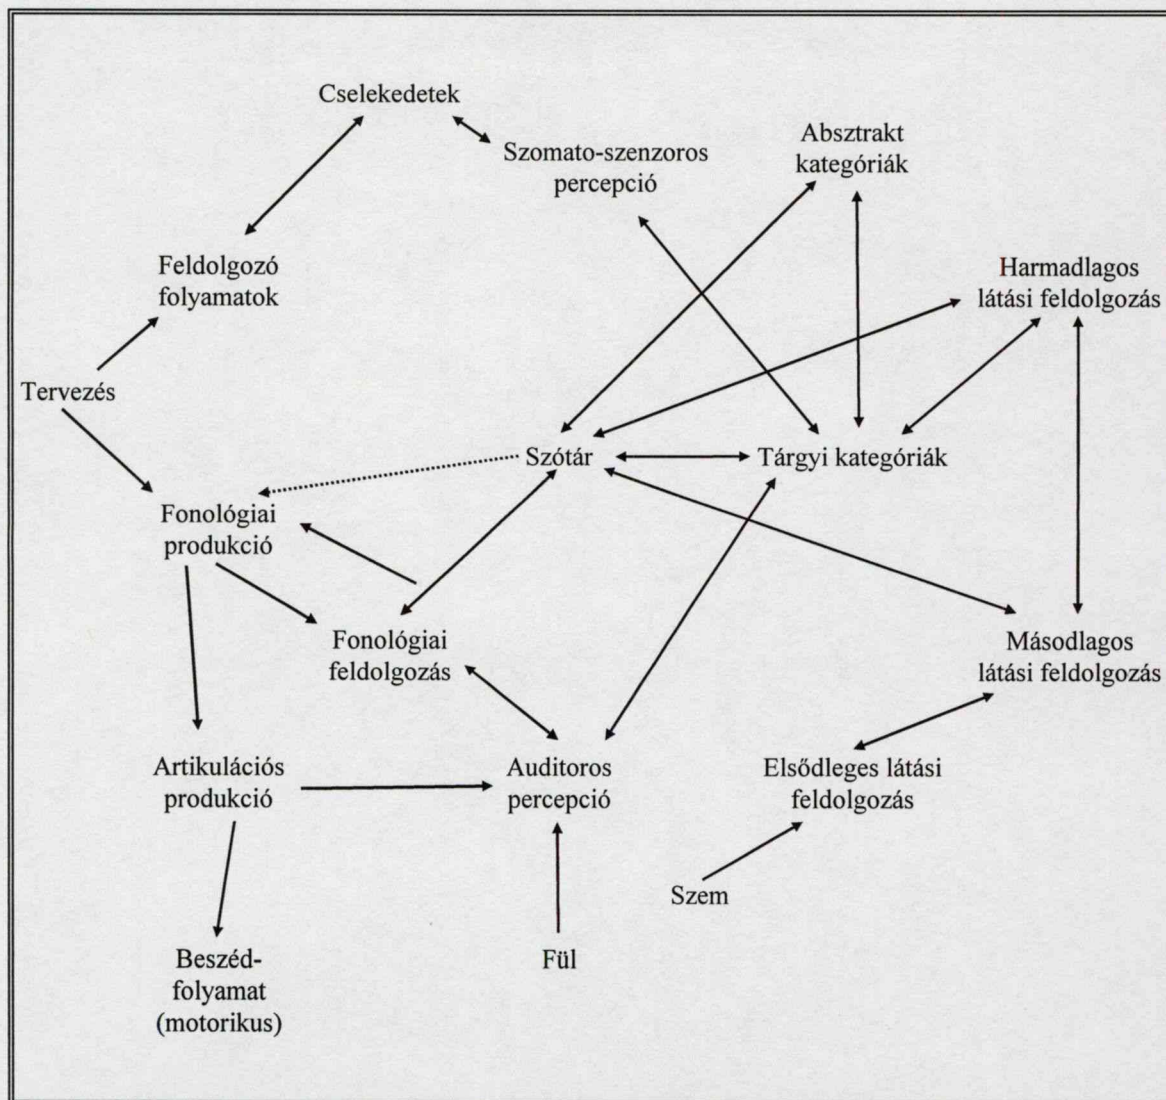 Cselekedetek
Szomato-szenzoros
percepció
Absztrakt
kategóriák
Feldolgozó
folyamatok
Harmadlagos
látási feldolgozás
Tervezés
Szótár
Tárgyi kategóriák
Fonológiai
produkció
Fonológiai
feldolgozás
Másodlagos
látási feldolgozás
Artikulációs
produkció
Auditoros
percepció
Elsődleges látási
feldolgozás
Szem
Beszéd-
folyamat
(motorikus)
Fül